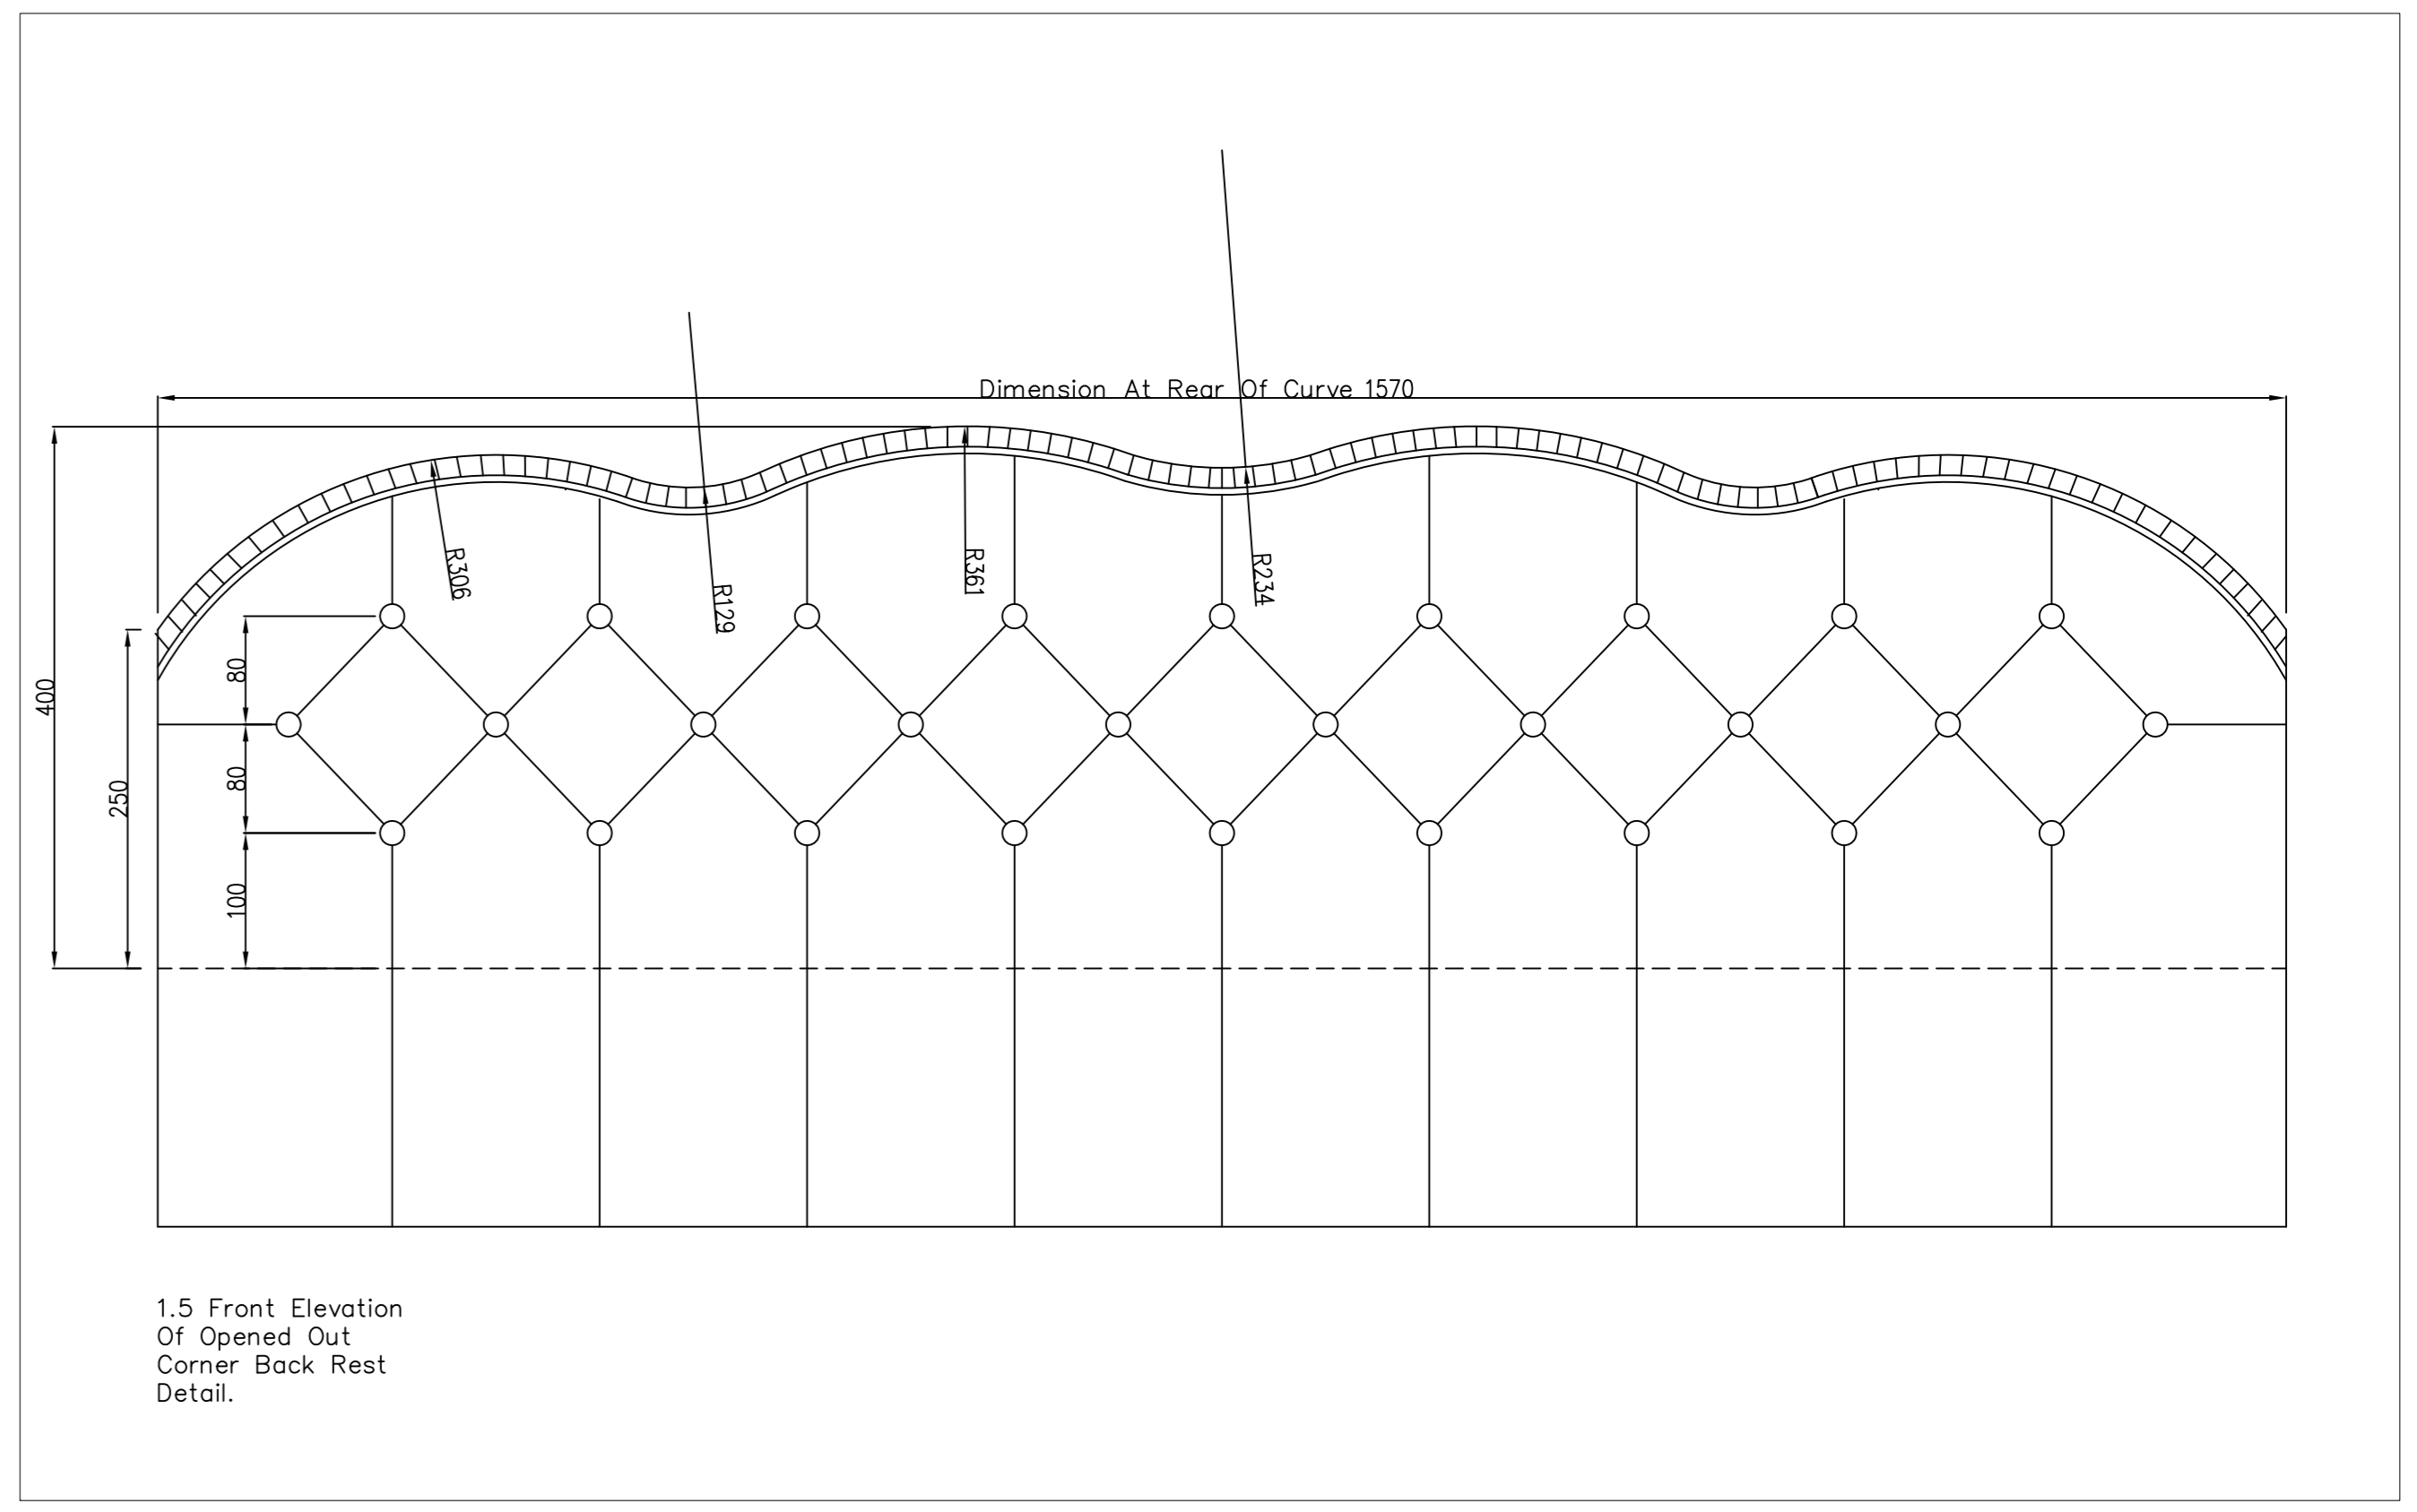 Dimension At Rear Of Curve 1570
R306
R129
R361
R234
400
250
80
80
100
1.5 Front Elevation
Of Opened Out
Corner Back Rest
Detail.